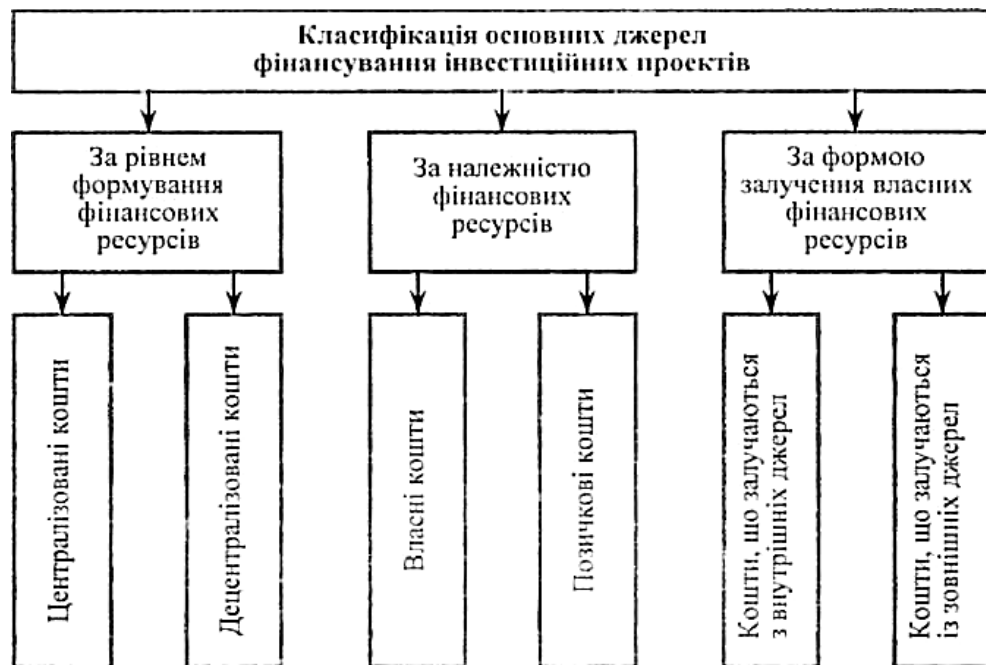 Класифікація основних джерел
фінансування інвестиційних проектів
За рівнем
формування
фінансових
ресурсів
За належністю
фінансових
ресурсів
За формою
залучення власних
фінансових
ресурсів
Централізовані кошти
Децентралізовані кошти
Власні кошти
Позичкові кошти
Кошти, що залучаються
з внутрішніх джерел
Кошти, що залучаються
із зовнішніх джерел